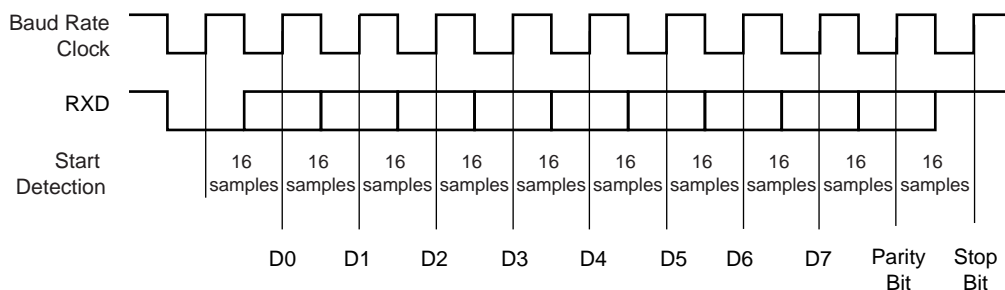 Baud Rate
Clock
RXD
Start
Detection
16 16 16 16 16 16 16 16 16 16
samples samples samples samples samples samples samples samples samples samples
D0 D1 D2 D3 D4 D5 D6 D7 Parity Stop
Bit Bit